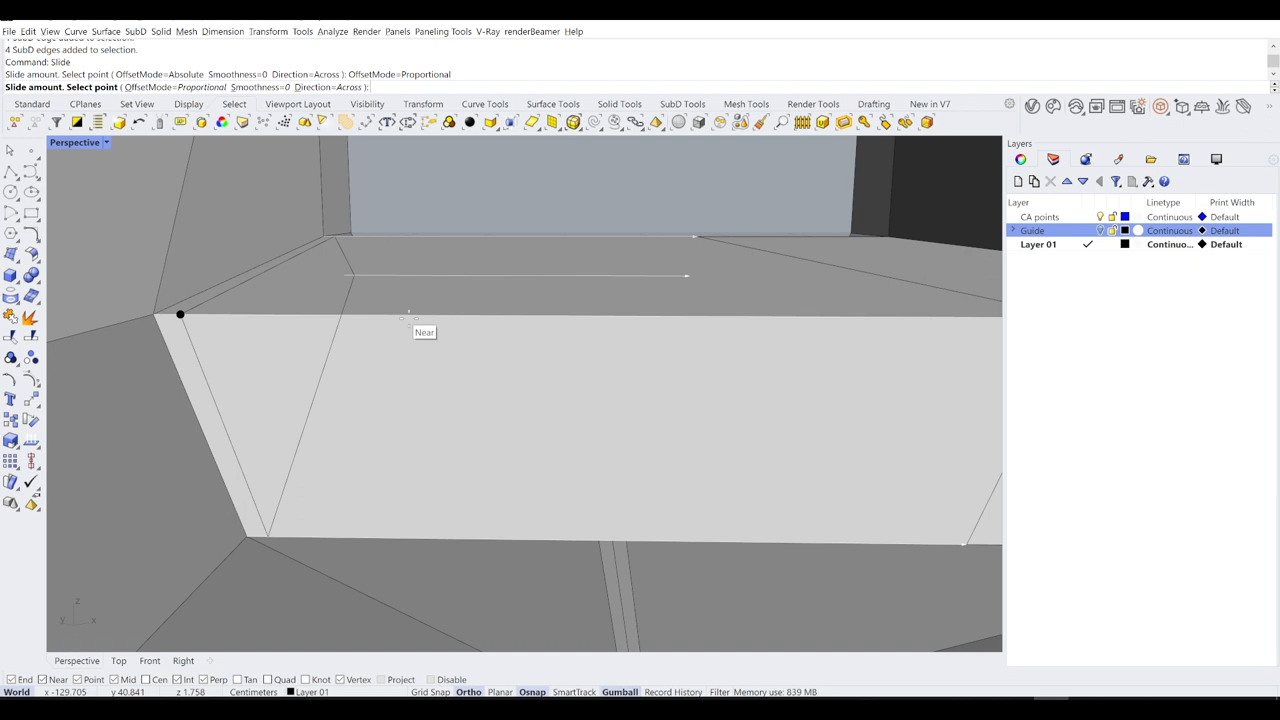 File Edit View Curve Surface SubD Solid Mesh Dimension Transform Tools Analyze Render Panels Paneling Tools V-Ray renderBeamer Help
4 SubD edges added to selection.
Command: Slide
Slide amount. Select point ( OffsetMode=Absolute Smoothness=0 Direction=Across ): OffsetMode=Proportional
Slide amount. Select point ( OffsetMode=Proportional Smoothness=0 Direction=Across ):
Standard CPlanes Set View Display Select Viewport Layout Visibility Transform Curve Tools Surface Tools Solid Tools SubD Tools Mesh Tools Render Tools Drafting New in V7
Perspective
Layers
Layer Linetype Print Width
CA points Continuous Default
Guide Continuous Default
Layer 01 Continuo... Default
Near
z
y x
Perspective Top Front Right
End Near Point Mid Cen Int Perp Tan Quad Knot Vertex Project Disable
World x -129.705 y 40.841 z 1.758 Centimeters Layer 01 Grid Snap Ortho Planar Osnap SmartTrack Gumball Record History Filter Memory use: 839 MB